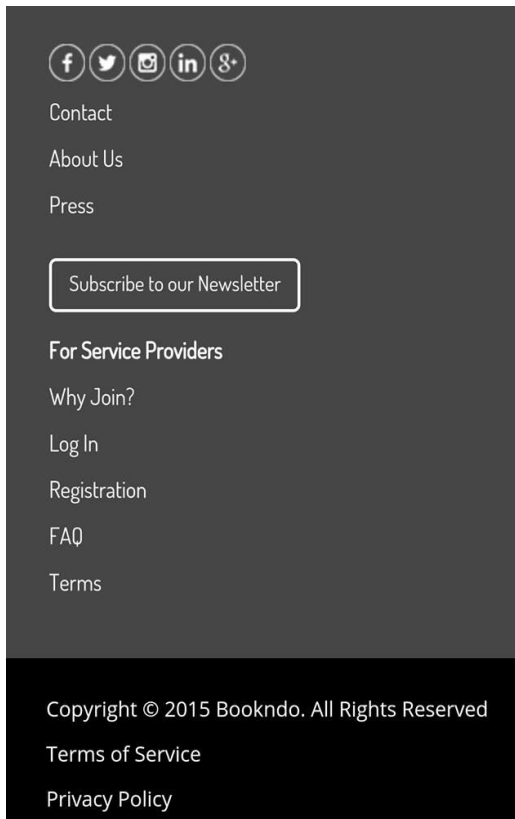 Contact
About Us
Press
Subscribe to our Newsletter
For Service Providers
Why Join?
Log In
Registration
FAQ
Terms
Copyright © 2015 Bookndo. All Rights Reserved
Terms of Service
Privacy Policy